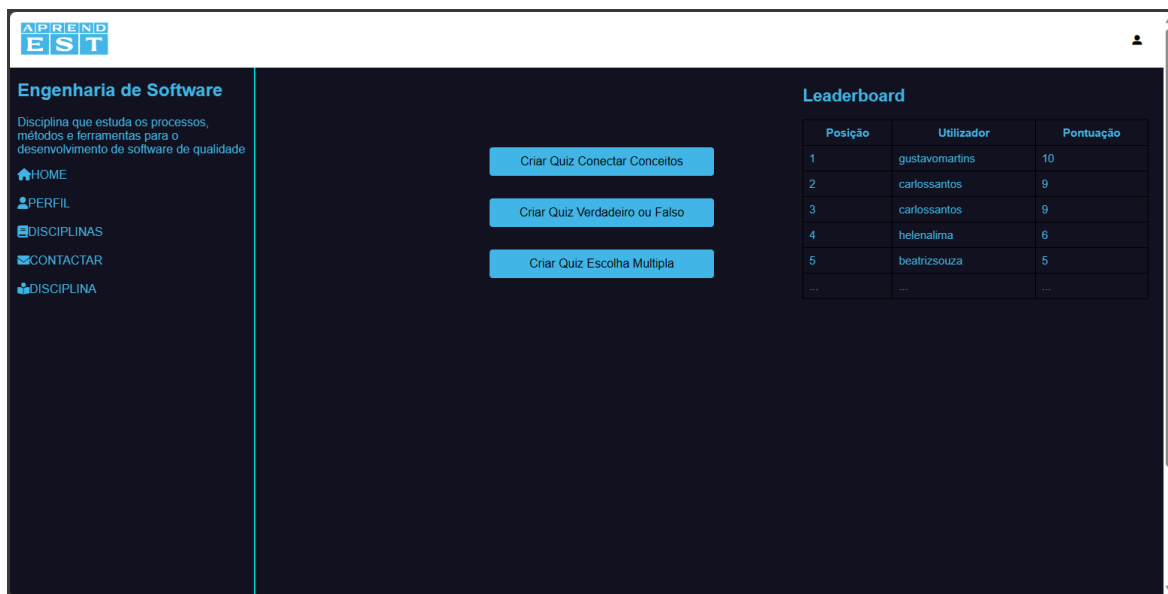 APREND
EST
Engenharia de Software
Disciplina que estuda os processos,
métodos e ferramentas para o
desenvolvimento de software de qualidade
HOME
PERFIL
DISCIPLINAS
CONTACTAR
DISCIPLINA
Criar Quiz Conectar Conceitos
Criar Quiz Verdadeiro ou Falso
Criar Quiz Escolha Multipla
Leaderboard
Posição Utilizador Pontuação
1 gustavomartins 10
2 carlossantos 9
3 carlossantos 9
4 helenalima 6
5 beatrizsouza 5
... ... ...